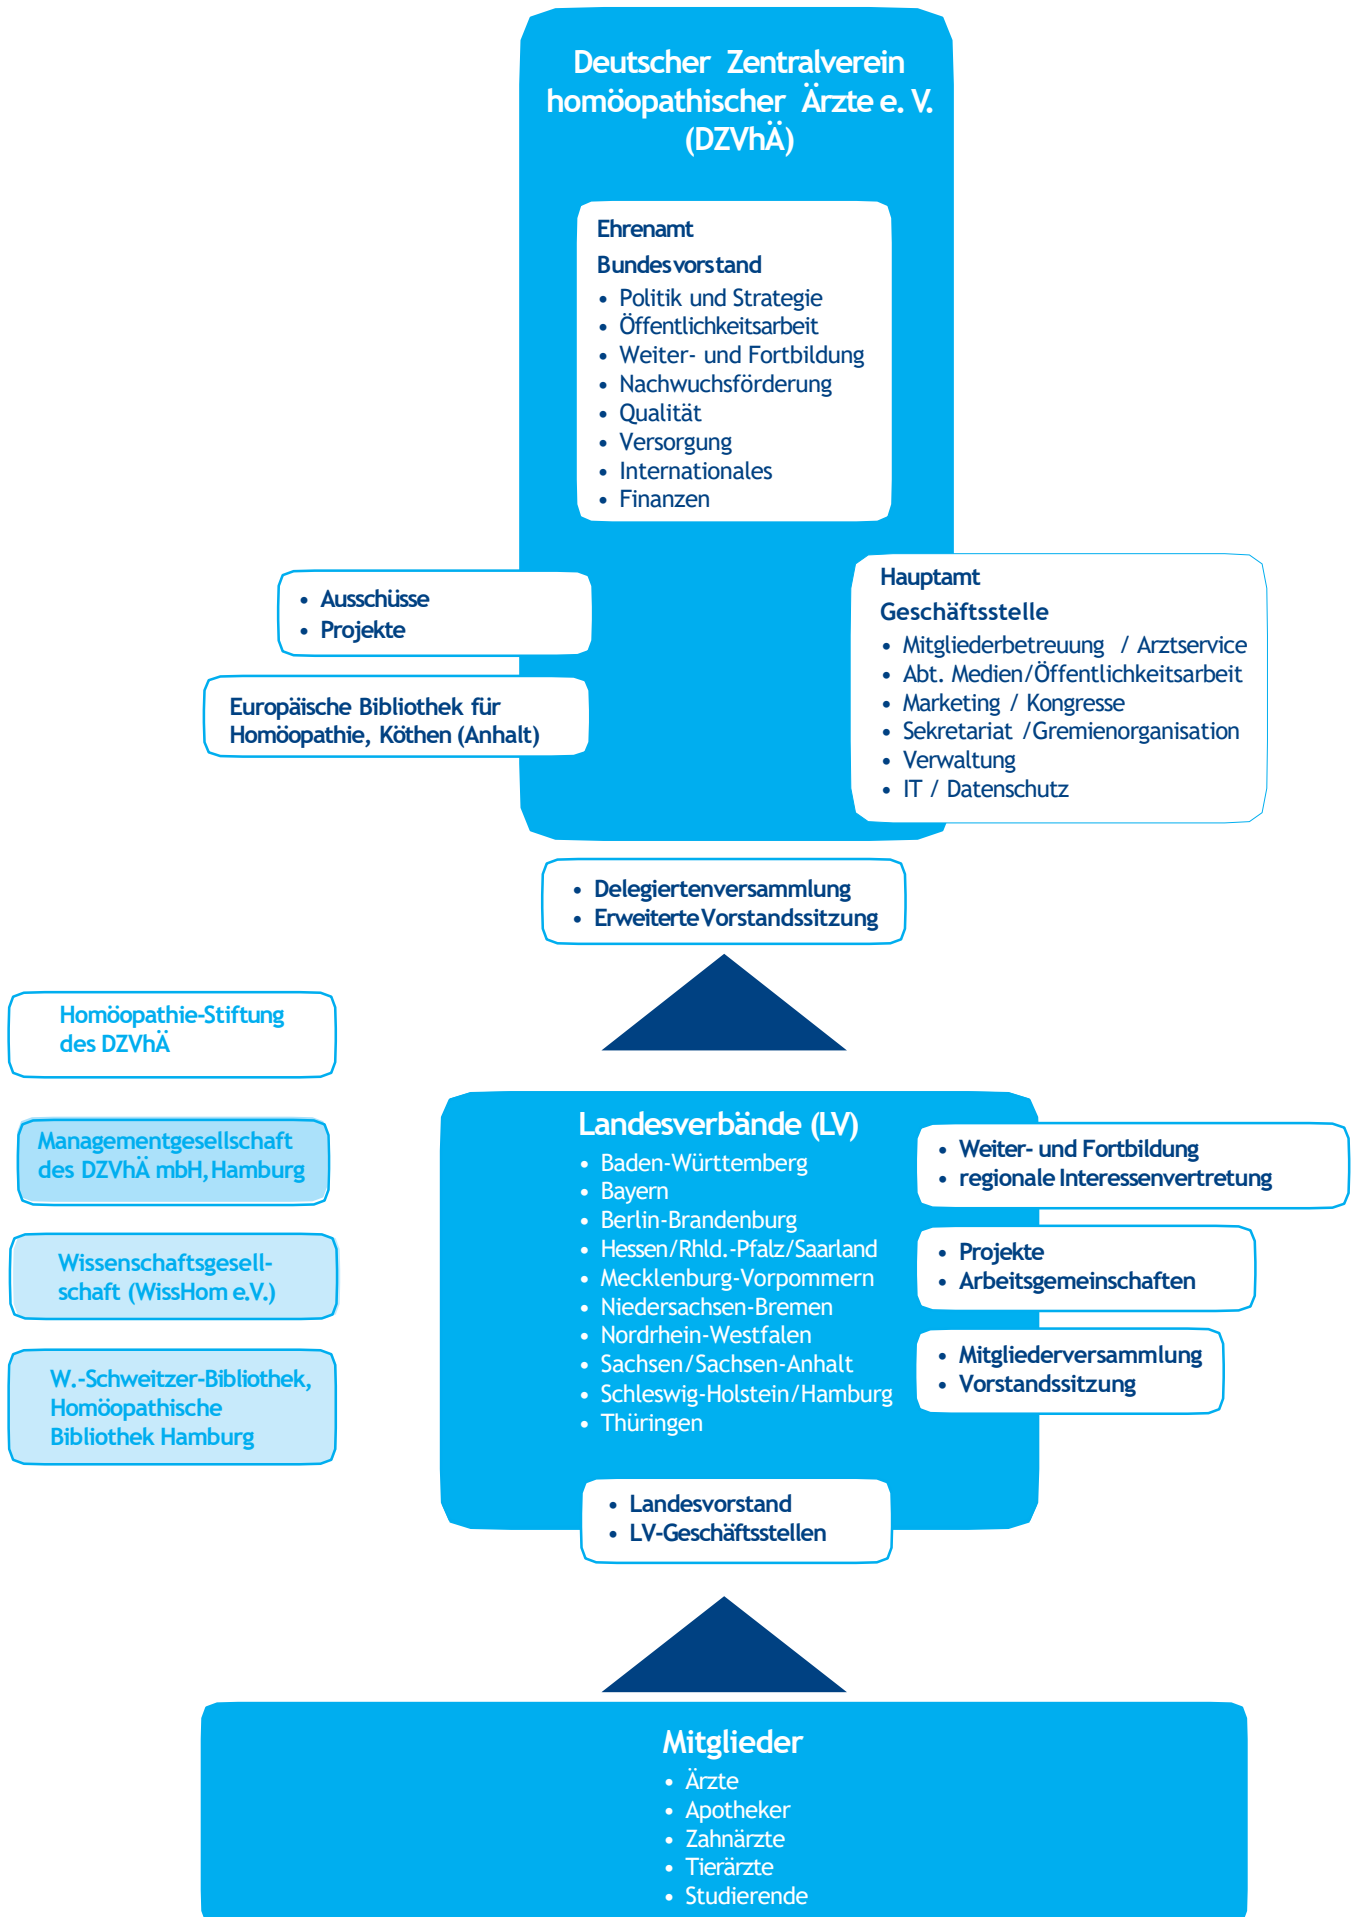 Deutscher Zentralverein
homöopathischer Ärzte e. V.
(DZVhÄ)
Ehrenamt
Bundesvorstand
• Politik und Strategie
• Öffentlichkeitsarbeit
• Weiter- und Fortbildung
• Nachwuchsförderung
• Qualität
• Versorgung
• Internationales
• Finanzen
• Ausschüsse
• Projekte
Europäische Bibliothek für
Homöopathie, Köthen (Anhalt)
Hauptamt
Geschäftsstelle
• Mitgliederbetreuung / Arztservice
• Abt. Medien/Öffentlichkeitsarbeit
• Marketing / Kongresse
• Sekretariat /Gremienorganisation
• Verwaltung
• IT / Datenschutz
• Delegiertenversammlung
• Erweiterte Vorstandssitzung
Homöopathie-Stiftung
des DZVhÄ
Managementgesellschaft
des DZVhÄ mbH, Hamburg
Wissenschaftsgesell-
schaft (WissHom e.V.)
W.-Schweitzer-Bibliothek,
Homöopathische
Bibliothek Hamburg
Landesverbände (LV)
• Baden-Württemberg
• Bayern
• Berlin-Brandenburg
• Hessen/Rhld.-Pfalz/Saarland
• Mecklenburg-Vorpommern
• Niedersachsen-Bremen
• Nordrhein-Westfalen
• Sachsen/Sachsen-Anhalt
• Schleswig-Holstein/Hamburg
• Thüringen
• Weiter- und Fortbildung
• regionale Interessenvertretung
• Projekte
• Arbeitsgemeinschaften
• Mitgliederversammlung
• Vorstandssitzung
• Landesvorstand
• LV-Geschäftsstellen
Mitglieder
• Ärzte
• Apotheker
• Zahnärzte
• Tierärzte
• Studierende